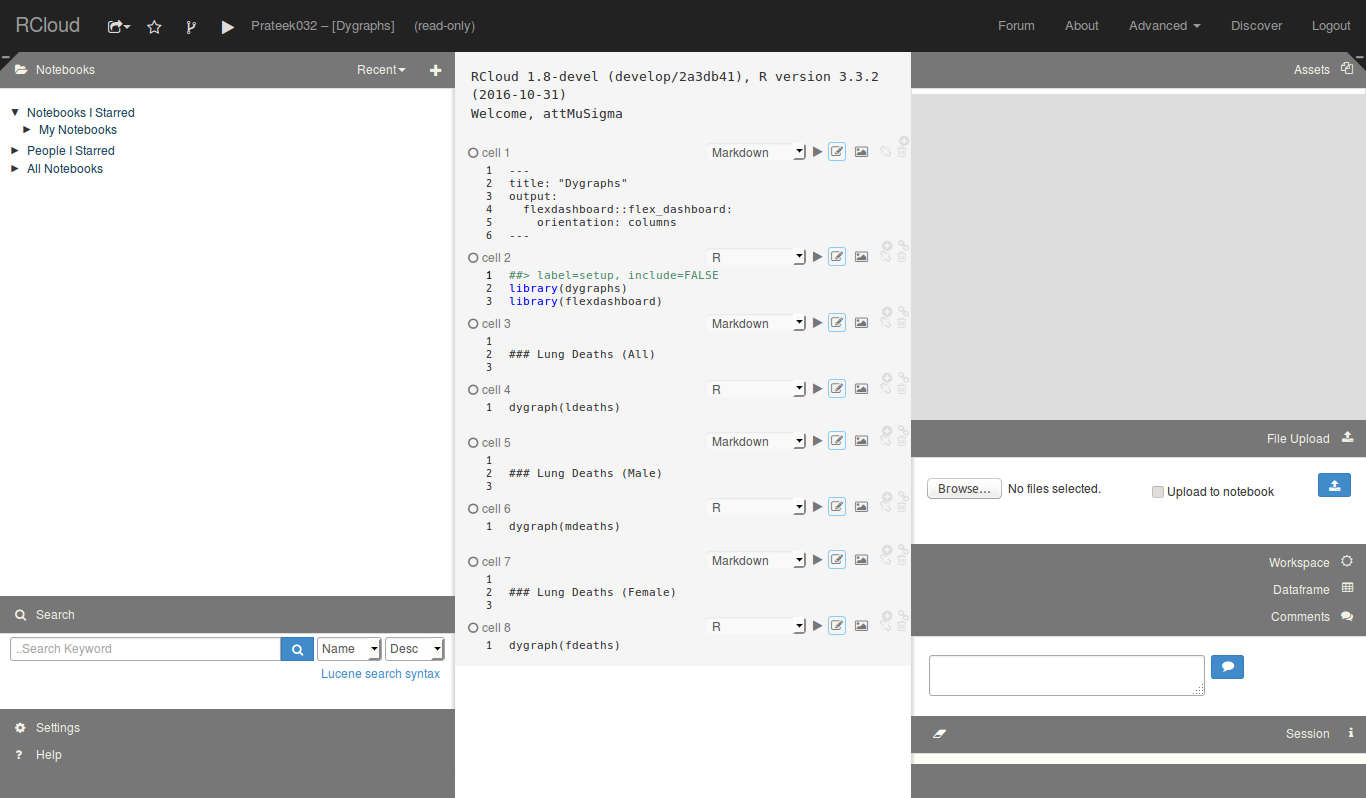 RCloud
Prateek032 – [Dygraphs] (read-only)
Forum About Advanced Discover Logout
Notebooks
Recent
Notebooks I Starred
My Notebooks
People I Starred
All Notebooks
Search
..Search Keyword
Name
Desc
Lucene search syntax
Settings
? Help
RCloud 1.8-devel (develop/2a3db41), R version 3.3.2
(2016-10-31)
Welcome, attMuSigma
cell 1 Markdown
1 ---
2 title: "Dygraphs"
3 output:
4 flexdashboard::flex_dashboard:
5 orientation: columns
6 ---
cell 2 R
1 ##> label=setup, include=FALSE
2 library(dygraphs)
3 library(flexdashboard)
cell 3 Markdown
1
2 ### Lung Deaths (All)
3
cell 4 R
1 dygraph(ldeaths)
cell 5 Markdown
1
2 ### Lung Deaths (Male)
3
cell 6 R
1 dygraph(mdeaths)
cell 7 Markdown
1
2 ### Lung Deaths (Female)
3
cell 8 R
1 dygraph(fdeaths)
Assets
File Upload
Browse... No files selected.
Upload to notebook
Workspace
Dataframe
Comments
Session